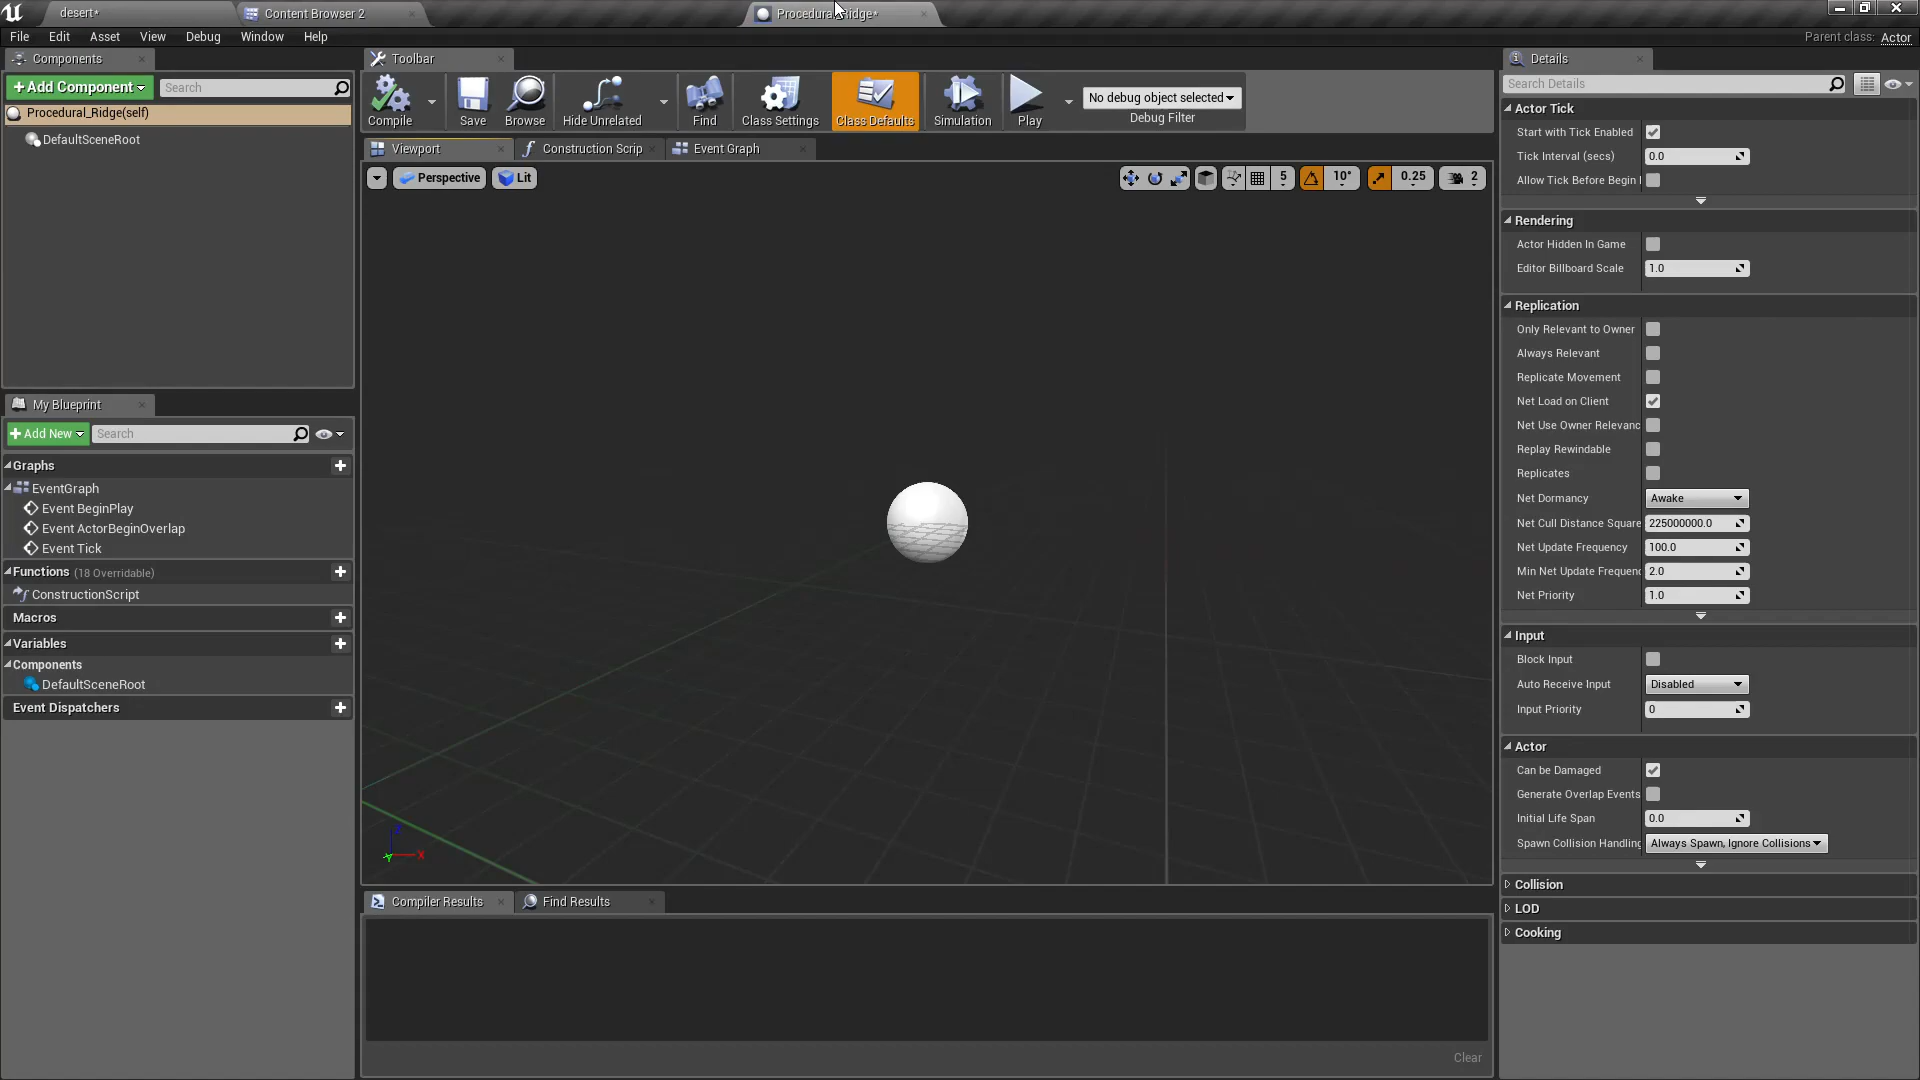 desert*
Content Browser 2
Procedural_Ridge*
File Edit Asset View Debug Window Help
Parent class: Actor
Components
Toolbar
Details
Add Component
Search
Procedural_Ridge(self)
DefaultSceneRoot
Compile
Save
Browse
Hide Unrelated
Find
Class Settings
Class Defaults
Simulation
Play
No debug object selected
Debug Filter
Viewport
Construction Scrip
Event Graph
Perspective
Lit
5
10°
0.25
2
X
My Blueprint
Add New
Search
Graphs
EventGraph
Event BeginPlay
Event ActorBeginOverlap
Event Tick
Functions (18 Overridable)
ConstructionScript
Macros
Variables
Components
DefaultSceneRoot
Event Dispatchers
Compiler Results
Find Results
Clear
Search Details
Actor Tick
Start with Tick Enabled
Tick Interval (secs) 0.0
Allow Tick Before Begin
Rendering
Actor Hidden In Game
Editor Billboard Scale 1.0
Replication
Only Relevant to Owner
Always Relevant
Replicate Movement
Net Load on Client
Net Use Owner Relevanc
Replay Rewindable
Replicates
Net Dormancy Awake
Net Cull Distance Square 225000000.0
Net Update Frequency 100.0
Min Net Update Frequenc 2.0
Net Priority 1.0
Input
Block Input
Auto Receive Input Disabled
Input Priority 0
Actor
Can be Damaged
Generate Overlap Events
Initial Life Span 0.0
Spawn Collision Handling Always Spawn, Ignore Collisions
Collision
LOD
Cooking